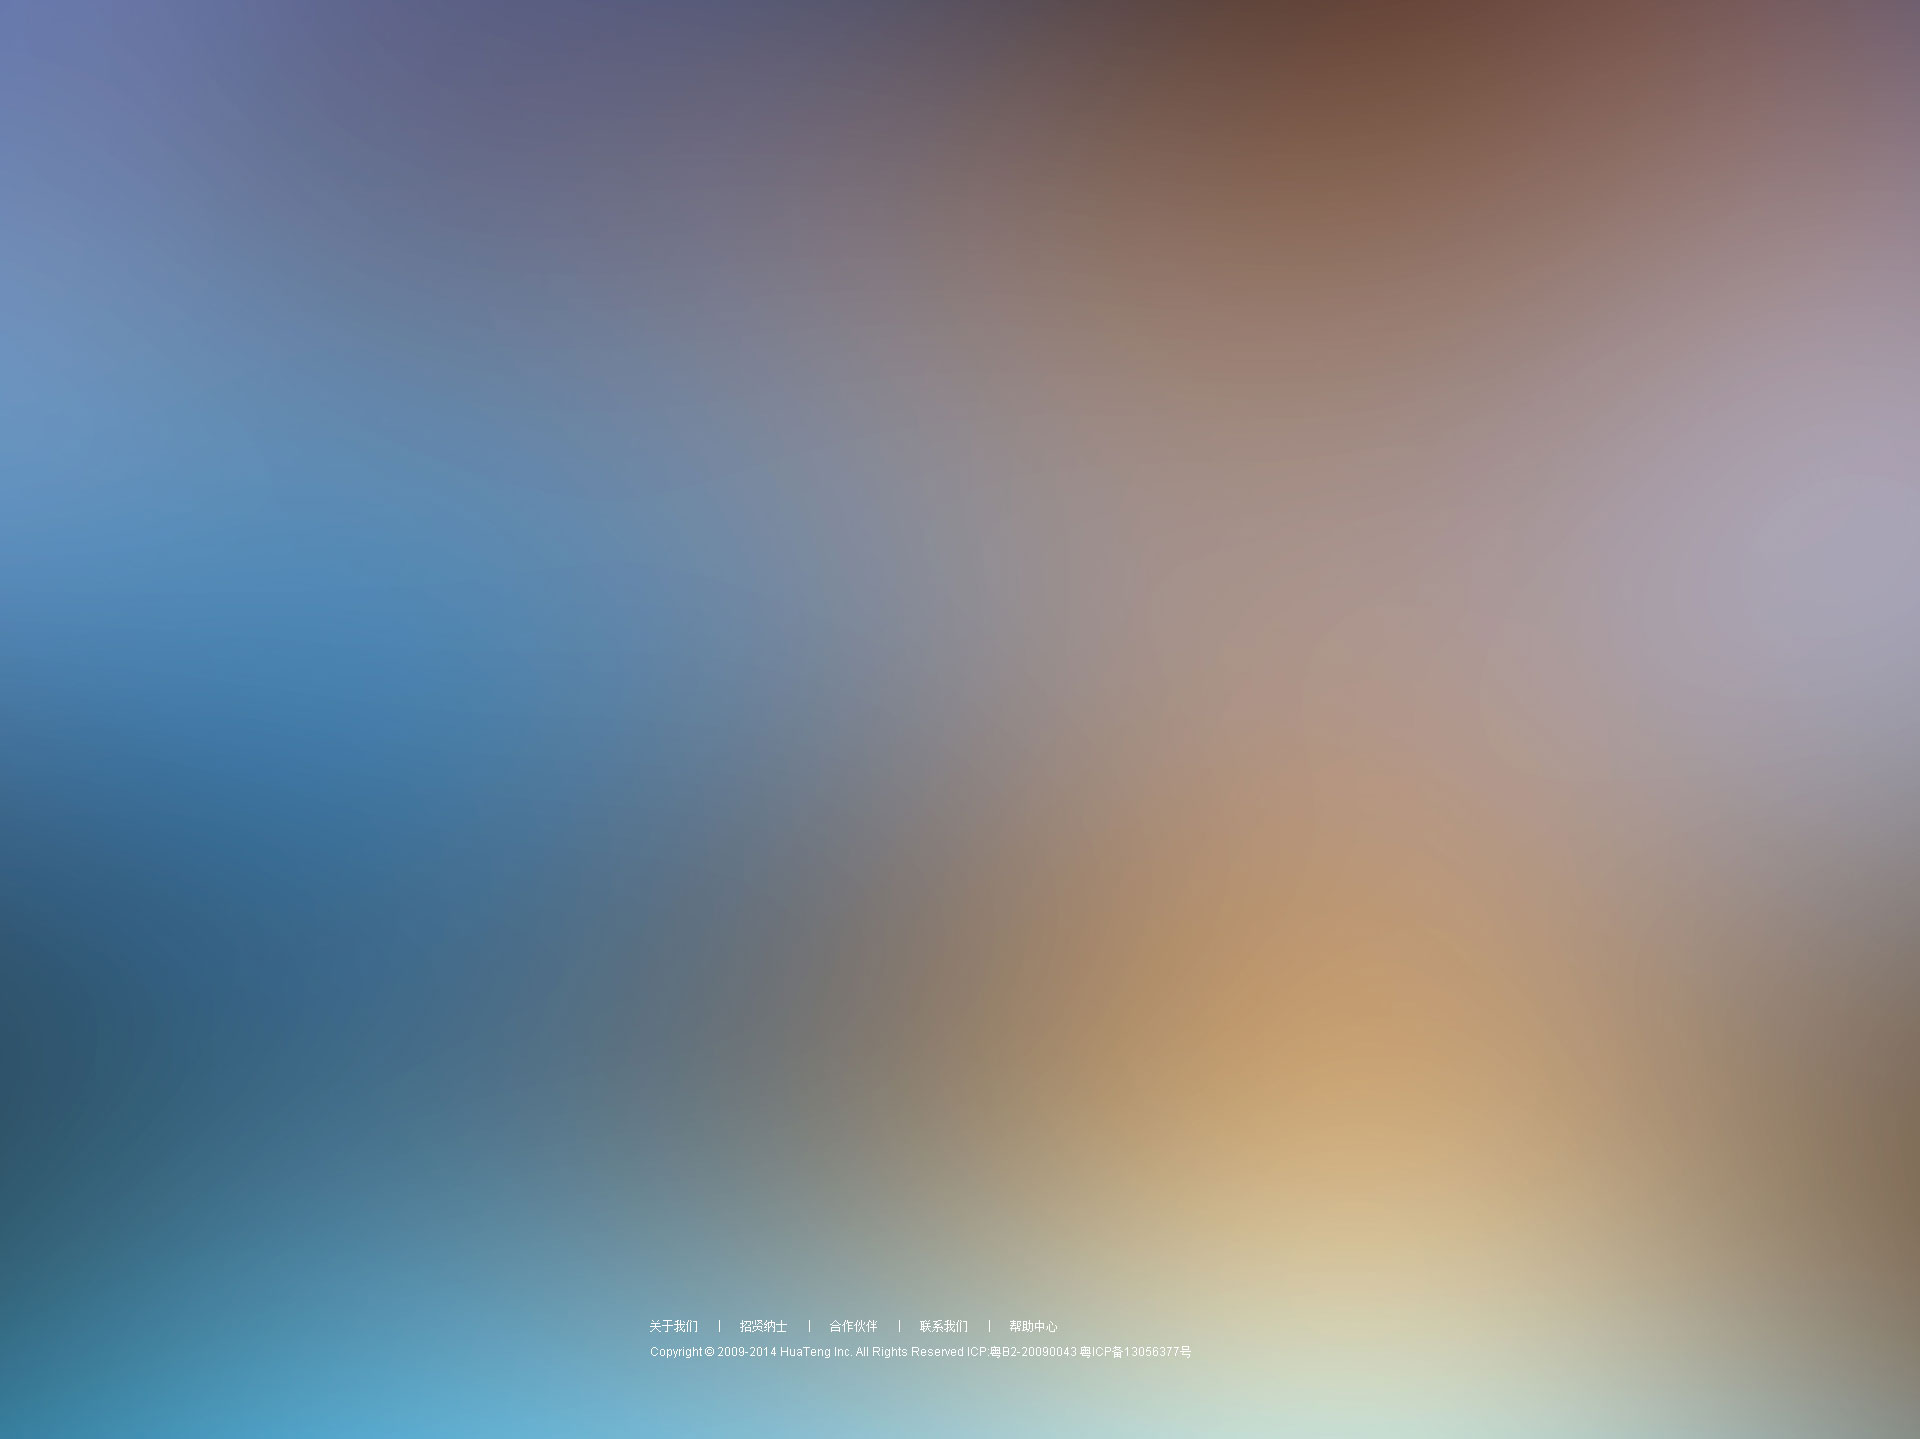 关于我们 | 招贤纳士 | 合作伙伴 | 联系我们 | 帮助中心
Copyright © 2009-2014 HuaTeng Inc. All Rights Reserved ICP:粤B2-20090043 粤ICP备13056377号